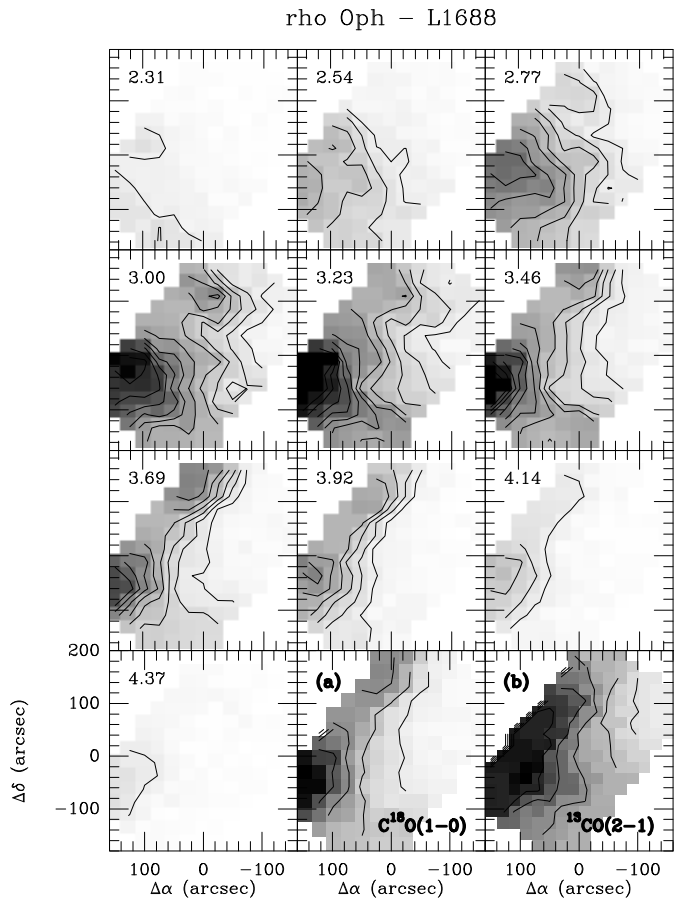 rho Oph – L1688
2.31 2.54 2.77
3.00 3.23 3.46
3.69 3.92 4.14
200
4.37 (a) (b)
100
0
−100
Δδ (arcsec)
C¹⁸O(1−0) ¹³CO(2−1)
100 0 −100 100 0 −100 100 0 −100
Δα (arcsec) Δα (arcsec) Δα (arcsec)